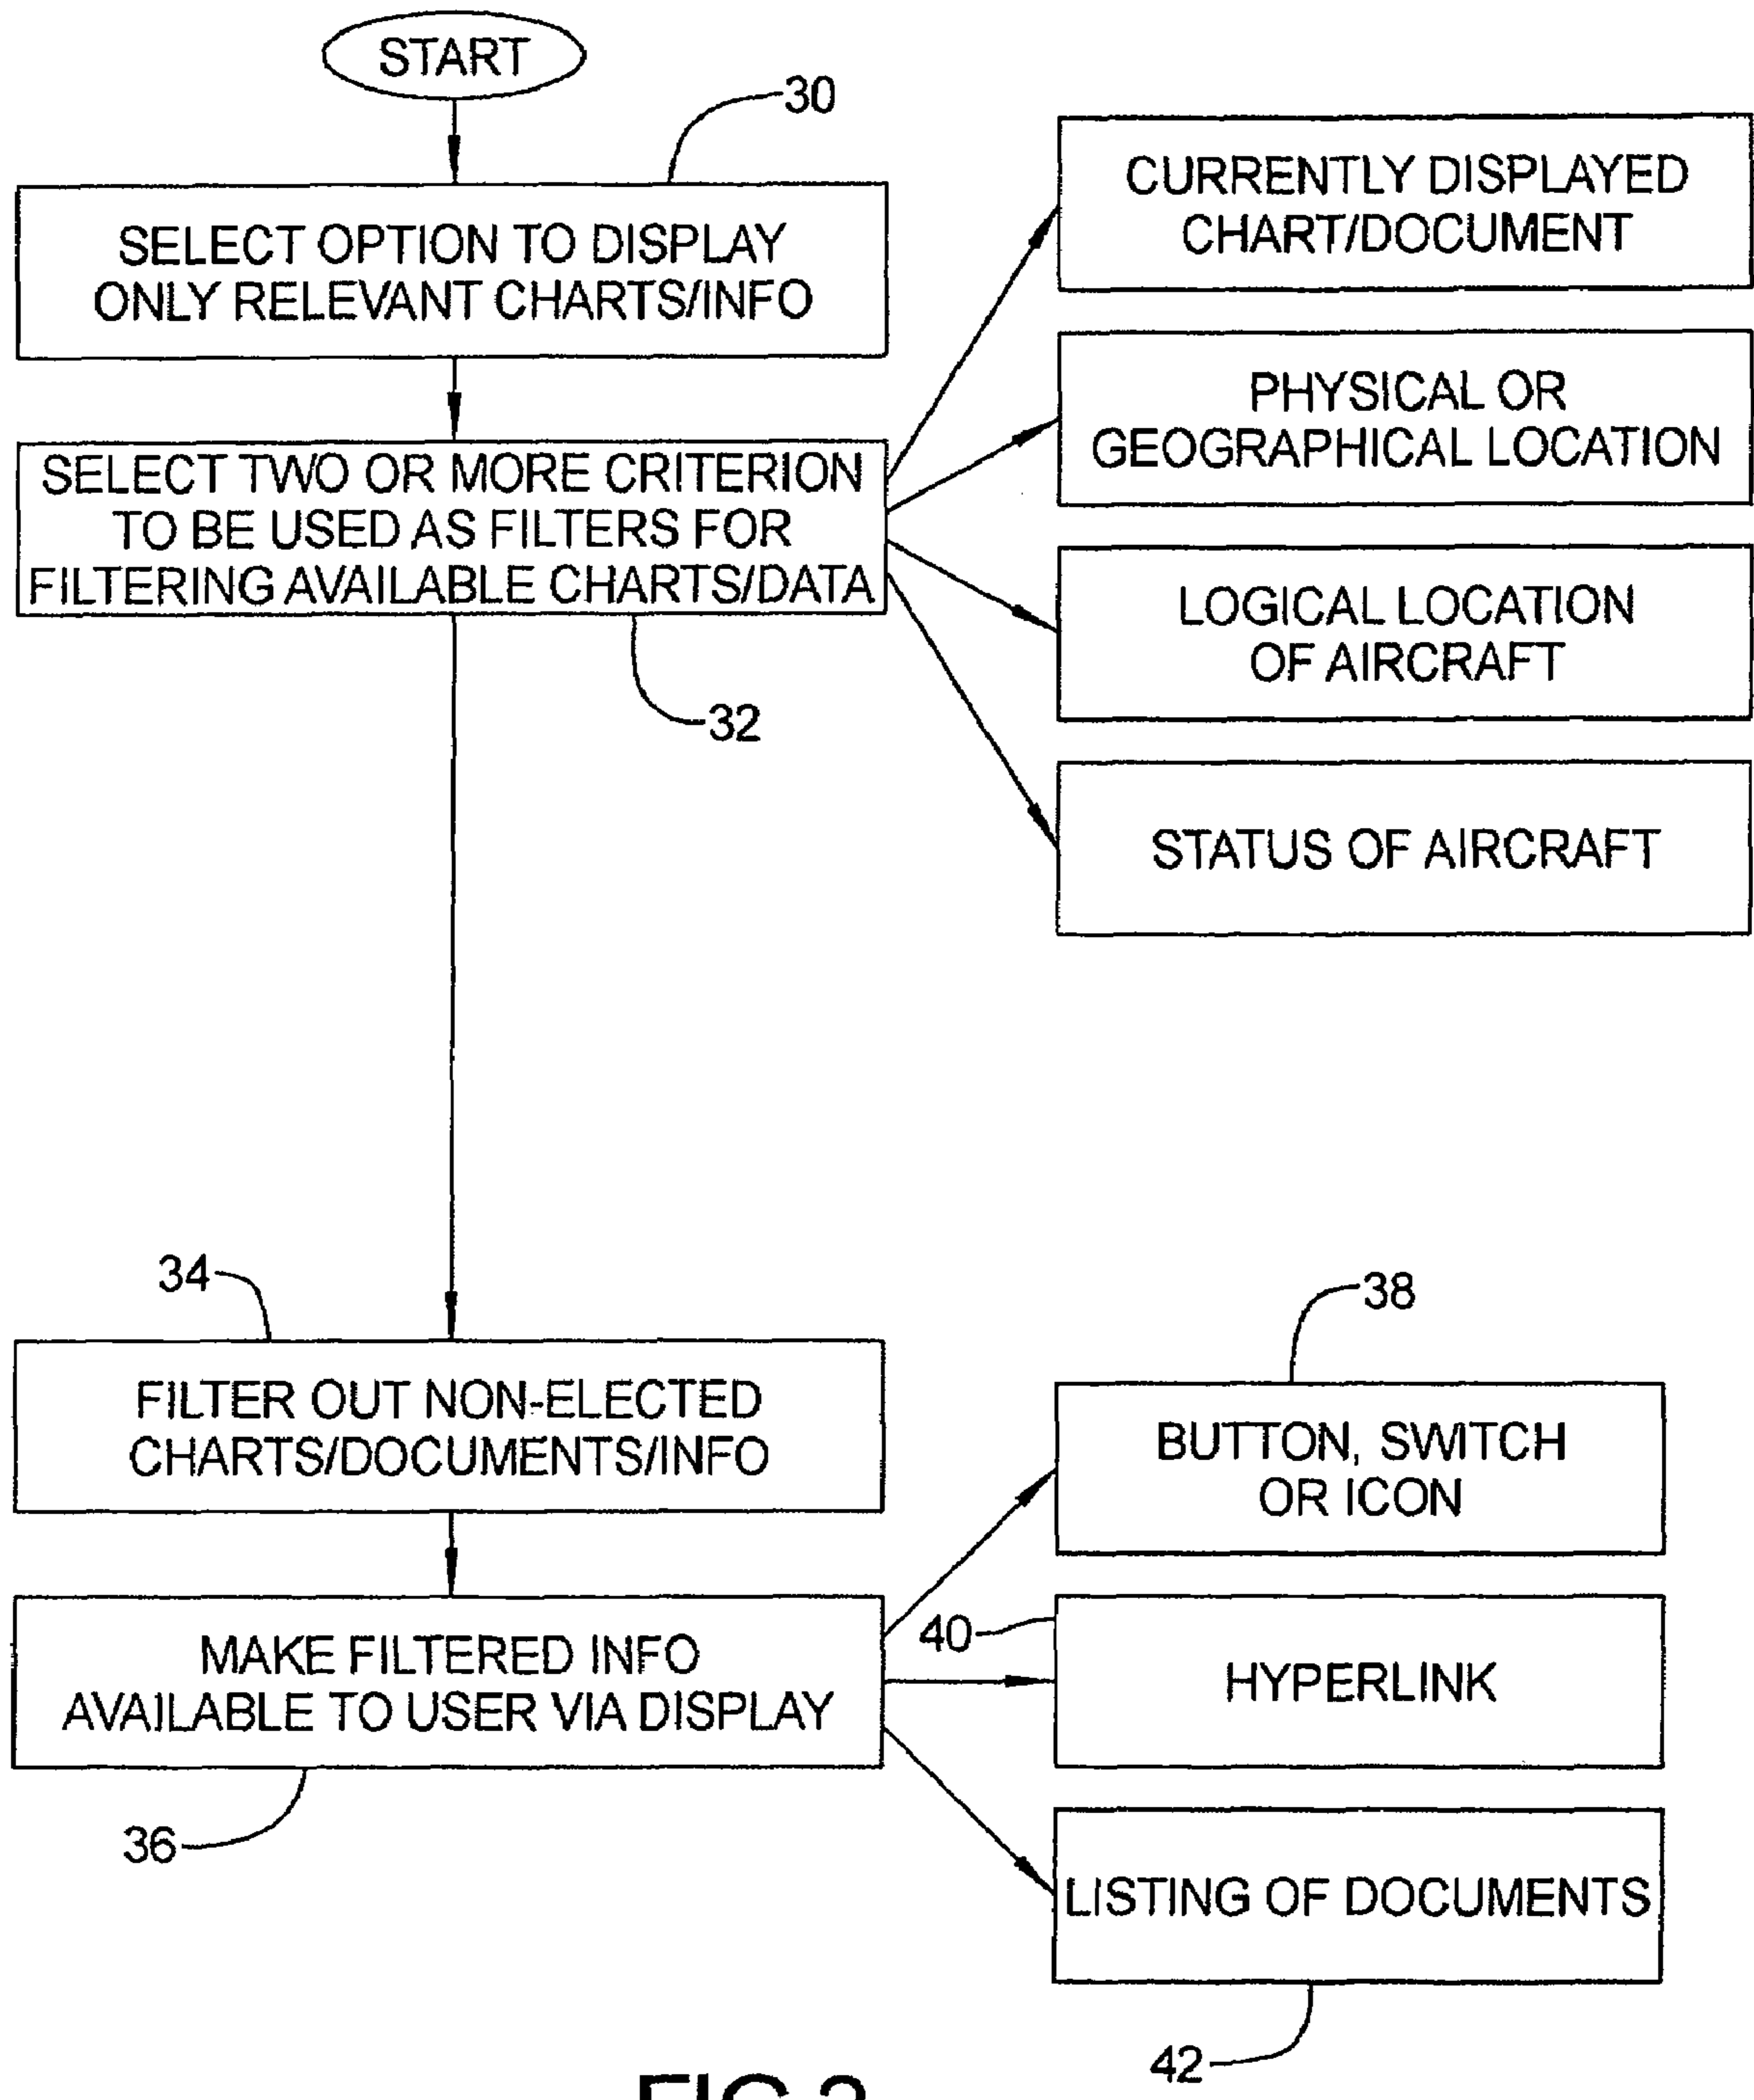 START
30
SELECT OPTION TO DISPLAY
ONLY RELEVANT CHARTS/INFO
SELECT TWO OR MORE CRITERION
TO BE USED AS FILTERS FOR
FILTERING AVAILABLE CHARTS/DATA
32
CURRENTLY DISPLAYED
CHART/DOCUMENT
PHYSICAL OR
GEOGRAPHICAL LOCATION
LOGICAL LOCATION
OF AIRCRAFT
STATUS OF AIRCRAFT
34
FILTER OUT NON-ELECTED
CHARTS/DOCUMENTS/INFO
MAKE FILTERED INFO
AVAILABLE TO USER VIA DISPLAY
36
38
BUTTON, SWITCH
OR ICON
40
HYPERLINK
LISTING OF DOCUMENTS
42